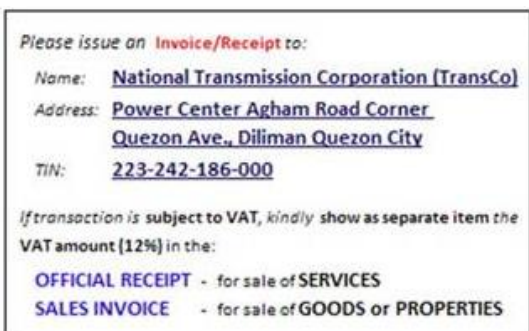 Please issue an Invoice/Receipt to:
Name: National Transmission Corporation (TransCo)
Address: Power Center Agham Road Corner
Quezon Ave., Diliman Quezon City
TIN: 223-242-186-000
If transaction is subject to VAT, kindly show as separate item the
VAT amount (12%) in the:
OFFICIAL RECEIPT - for sale of SERVICES
SALES INVOICE - for sale of GOODS or PROPERTIES